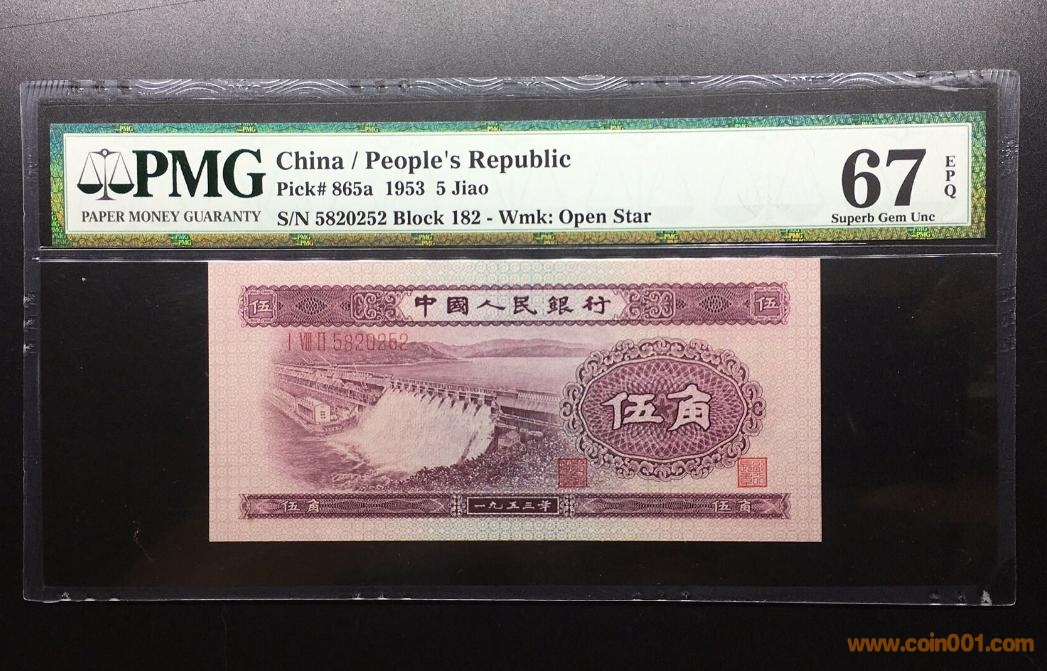 PMG
PAPER MONEY GUARANTY
China / People's Republic
Pick# 865a 1953 5 Jiao
S/N 5820252 Block 182 - Wmk: Open Star
67
EPQ
Superb Gem Unc
伍 中國人民銀行 伍
I VIII II 5820252
伍角
伍角 一九五三年 伍角
www.coin001.com